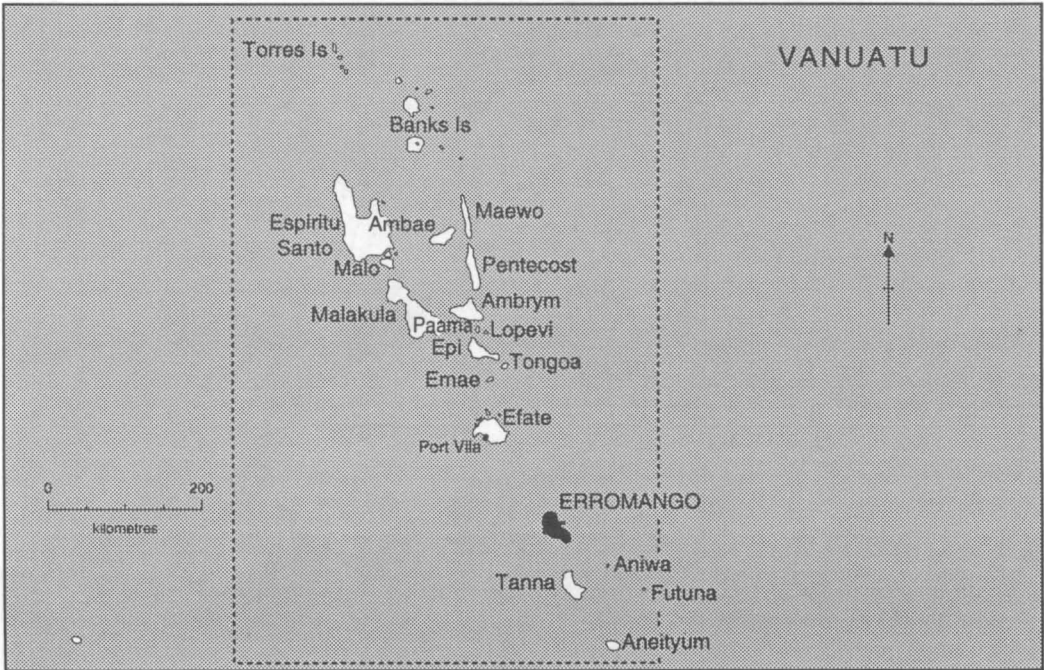 VANUATU
Torres Is
Banks Is
Espiritu
Santo
Ambae
Maewo
Malo
Pentecost
Malakula
Ambrym
Paama
Lopevi
Epi
Tongoa
Emae
Efate
Port Vila
N
0 200
kilometres
ERROMANGO
Aniwa
Tanna
Futuna
Aneityum